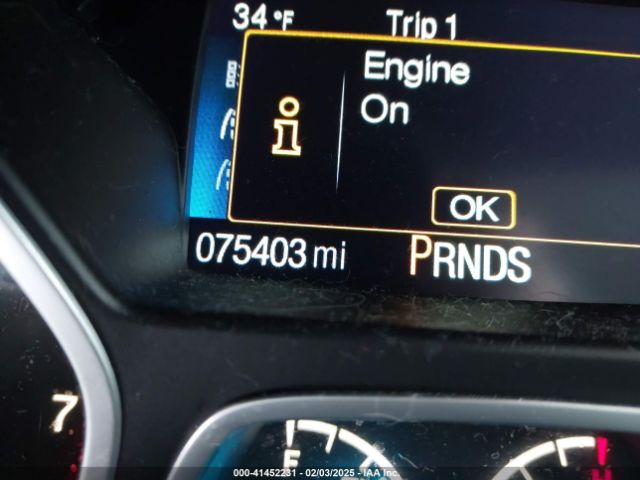 34°F Trip 1
Engine
On
i
OK
075403 mi PRNDS
7
F H
000-41452231 - 02/03/2025 - IAA Inc.